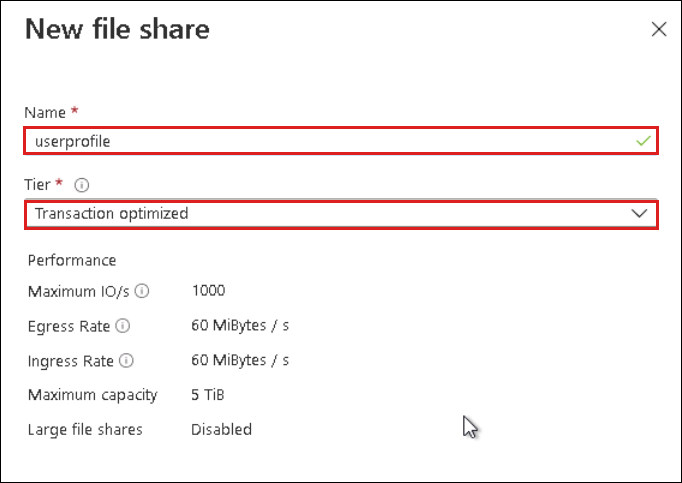 New file share
Name *
userprofile
Tier *
Transaction optimized
Performance
Maximum IO/s 1000
Egress Rate 60 MiBytes / s
Ingress Rate 60 MiBytes / s
Maximum capacity 5 TiB
Large file shares Disabled